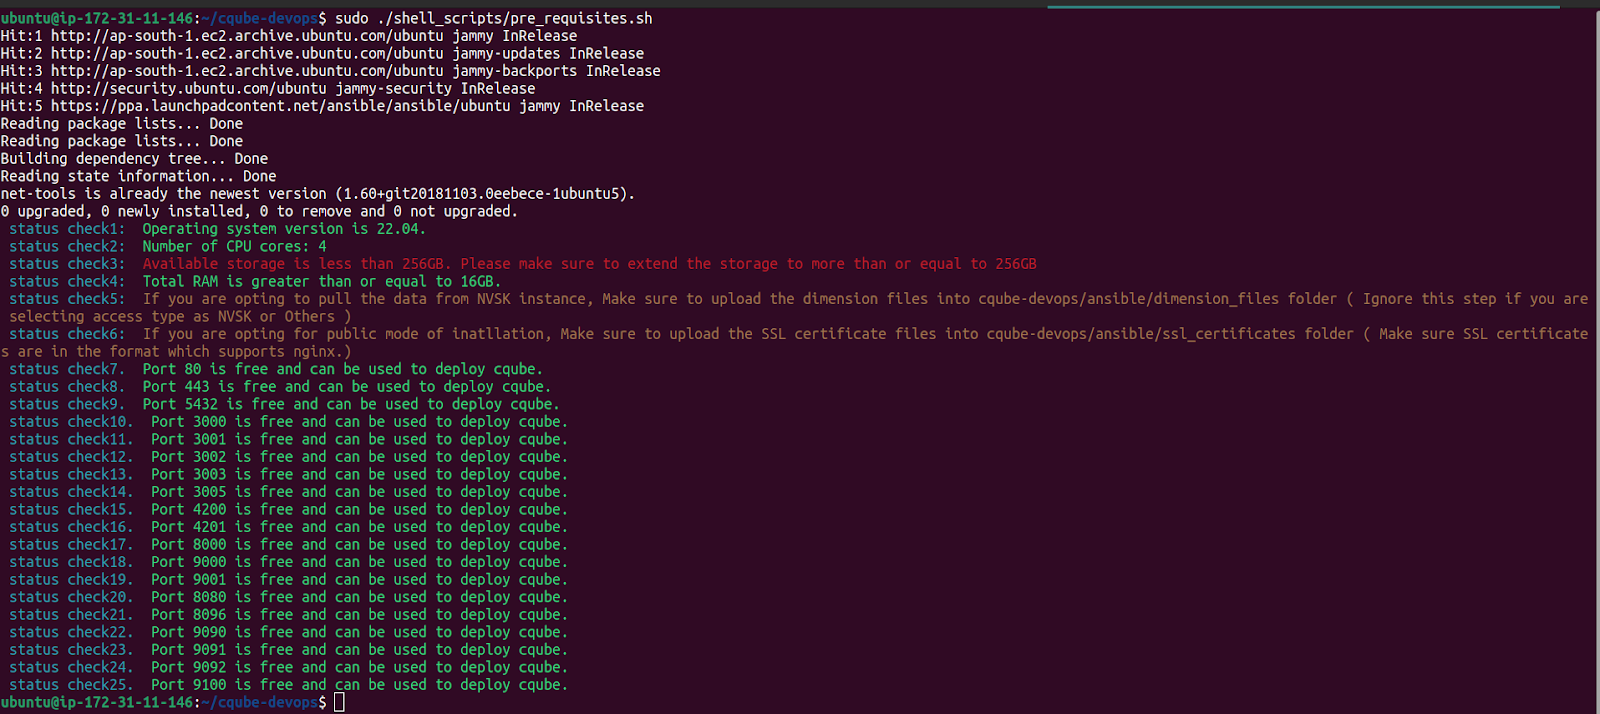 ubuntu@ip-172-31-11-146:~/cqube-devops$ sudo ./shell_scripts/pre_requisites.sh
Hit:1 http://ap-south-1.ec2.archive.ubuntu.com/ubuntu jammy InRelease
Hit:2 http://ap-south-1.ec2.archive.ubuntu.com/ubuntu jammy-updates InRelease
Hit:3 http://ap-south-1.ec2.archive.ubuntu.com/ubuntu jammy-backports InRelease
Hit:4 http://security.ubuntu.com/ubuntu jammy-security InRelease
Hit:5 https://ppa.launchpadcontent.net/ansible/ansible/ubuntu jammy InRelease
Reading package lists... Done
Reading package lists... Done
Building dependency tree... Done
Reading state information... Done
net-tools is already the newest version (1.60+git20181103.0eebece-1ubuntu5).
0 upgraded, 0 newly installed, 0 to remove and 0 not upgraded.
status check1:  Operating system version is 22.04.
status check2:  Number of CPU cores: 4
status check3:  Available storage is less than 256GB. Please make sure to extend the storage to more than or equal to 256GB
status check4:  Total RAM is greater than or equal to 16GB.
status check5:  If you are opting to pull the data from NVSK instance, Make sure to upload the dimension files into cqube-devops/ansible/dimension_files folder ( Ignore this step if you are
selecting access type as NVSK or Others )
status check6:  If you are opting for public mode of inatllation, Make sure to upload the SSL certificate files into cqube-devops/ansible/ssl_certificates folder ( Make sure SSL certificate
s are in the format which supports nginx.)
status check7.  Port 80 is free and can be used to deploy cqube.
status check8.  Port 443 is free and can be used to deploy cqube.
status check9.  Port 5432 is free and can be used to deploy cqube.
status check10.  Port 3000 is free and can be used to deploy cqube.
status check11.  Port 3001 is free and can be used to deploy cqube.
status check12.  Port 3002 is free and can be used to deploy cqube.
status check13.  Port 3003 is free and can be used to deploy cqube.
status check14.  Port 3005 is free and can be used to deploy cqube.
status check15.  Port 4200 is free and can be used to deploy cqube.
status check16.  Port 4201 is free and can be used to deploy cqube.
status check17.  Port 8000 is free and can be used to deploy cqube.
status check18.  Port 9000 is free and can be used to deploy cqube.
status check19.  Port 9001 is free and can be used to deploy cqube.
status check20.  Port 8080 is free and can be used to deploy cqube.
status check21.  Port 8096 is free and can be used to deploy cqube.
status check22.  Port 9090 is free and can be used to deploy cqube.
status check23.  Port 9091 is free and can be used to deploy cqube.
status check24.  Port 9092 is free and can be used to deploy cqube.
status check25.  Port 9100 is free and can be used to deploy cqube.
ubuntu@ip-172-31-11-146:~/cqube-devops$